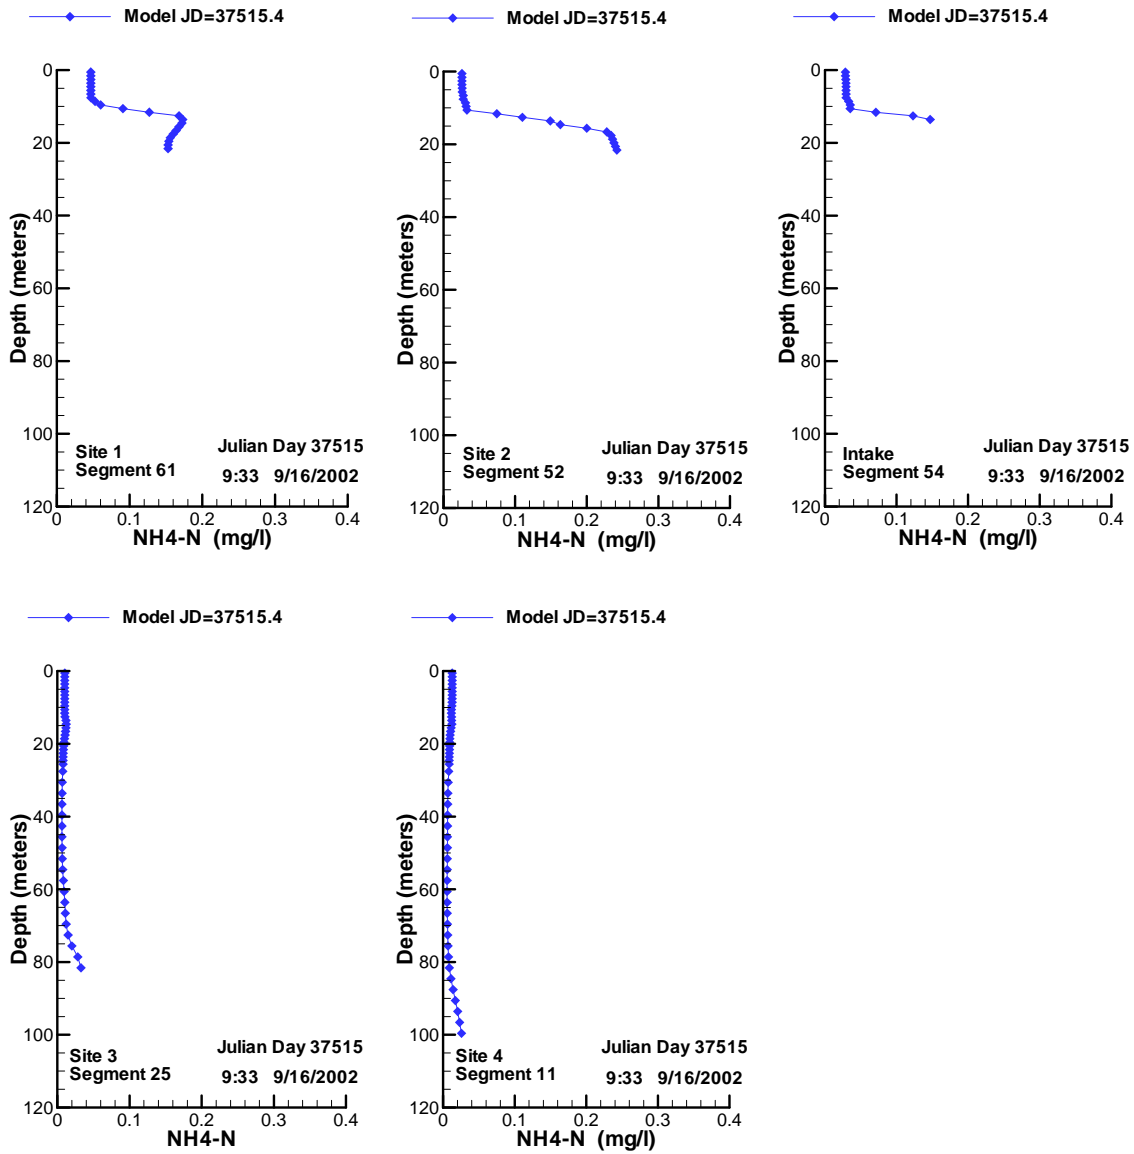 Model JD=37515.4
0
20
40
60
80
100
120
Depth (meters)
Site 1
Segment 61
Julian Day 37515
9:33 9/16/2002
0 0.1 0.2 0.3 0.4
NH4-N (mg/l)
Model JD=37515.4
0
20
40
60
80
100
120
Depth (meters)
Site 2
Segment 52
Julian Day 37515
9:33 9/16/2002
0 0.1 0.2 0.3 0.4
NH4-N (mg/l)
Model JD=37515.4
0
20
40
60
80
100
120
Depth (meters)
Intake
Segment 54
Julian Day 37515
9:33 9/16/2002
0 0.1 0.2 0.3 0.4
NH4-N (mg/l)
Model JD=37515.4
0
20
40
60
80
100
120
Depth (meters)
Site 3
Segment 25
Julian Day 37515
9:33 9/16/2002
0 0.1 0.2 0.3 0.4
NH4-N
Model JD=37515.4
0
20
40
60
80
100
120
Depth (meters)
Site 4
Segment 11
Julian Day 37515
9:33 9/16/2002
0 0.1 0.2 0.3 0.4
NH4-N (mg/l)